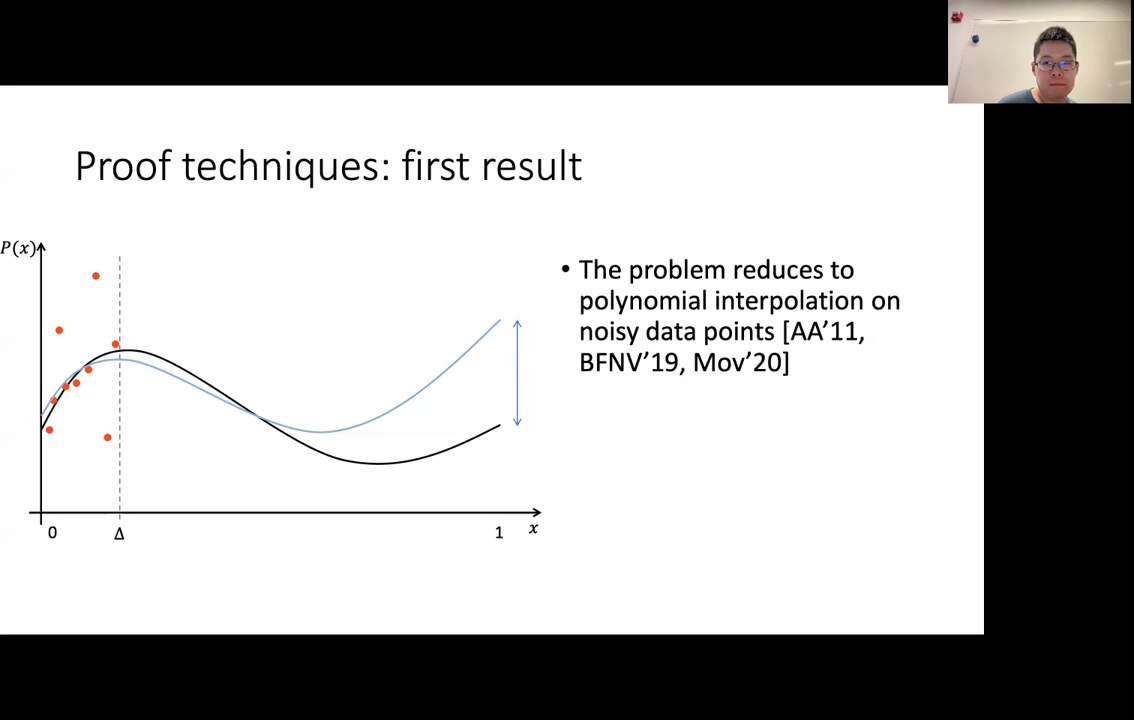 Proof techniques: first result
P(x)
• The problem reduces to
polynomial interpolation on
noisy data points [AA’11,
BFNV’19, Mov’20]
0
Δ
1
x